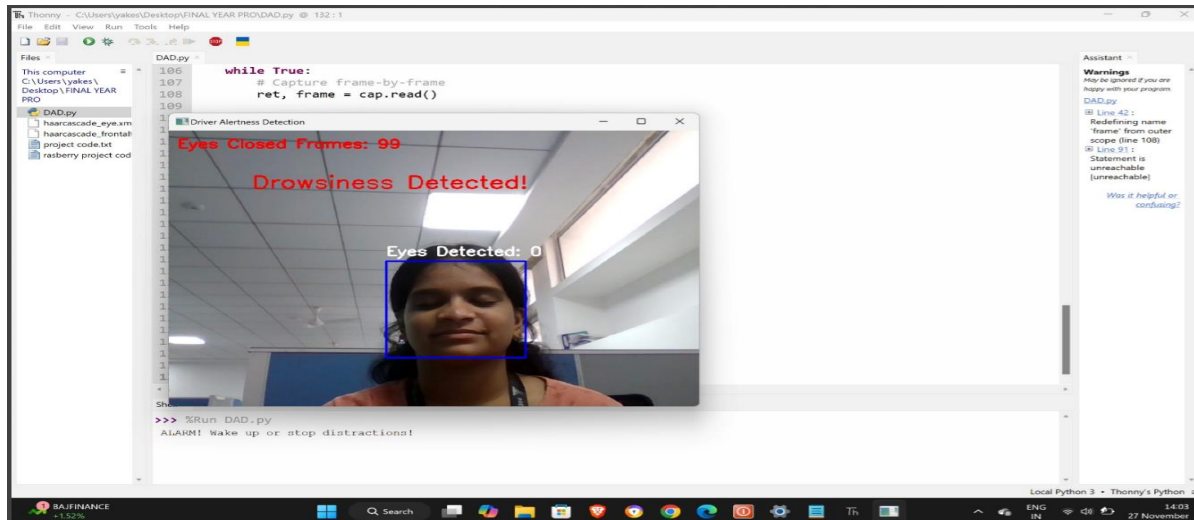 Thonny - C:\Users\yakes\Desktop\FINAL YEAR PRO\DAD.py @ 132 : 1
File Edit View Run Tools Help
Files
DAD.py
Assistant
This computer
C:\Users\yakes\
Desktop\FINAL YEAR
PRO
DAD.py
haarcascade_eye.xm
haarcascade_frontalf
project code.txt
rasberry project cod
106 while True:
107 # Capture frame-by-frame
108 ret, frame = cap.read()
109
Driver Alertness Detection
Eyes Closed Frames: 99
Drowsiness Detected!
Eyes Detected: 0
Warnings
May be ignored if you are
happy with your program.
DAD.py
Line 42 :
Redefining name
'frame' from outer
scope (line 108)
Line 91 :
Statement is
unreachable
[unreachable]
Was it helpful or
confusing?
>>> %Run DAD.py
ALARM! Wake up or stop distractions!
Local Python 3 • Thonny's Python
BAJFINANCE
+1.52%
Search
ENG
IN
14:03
27 November